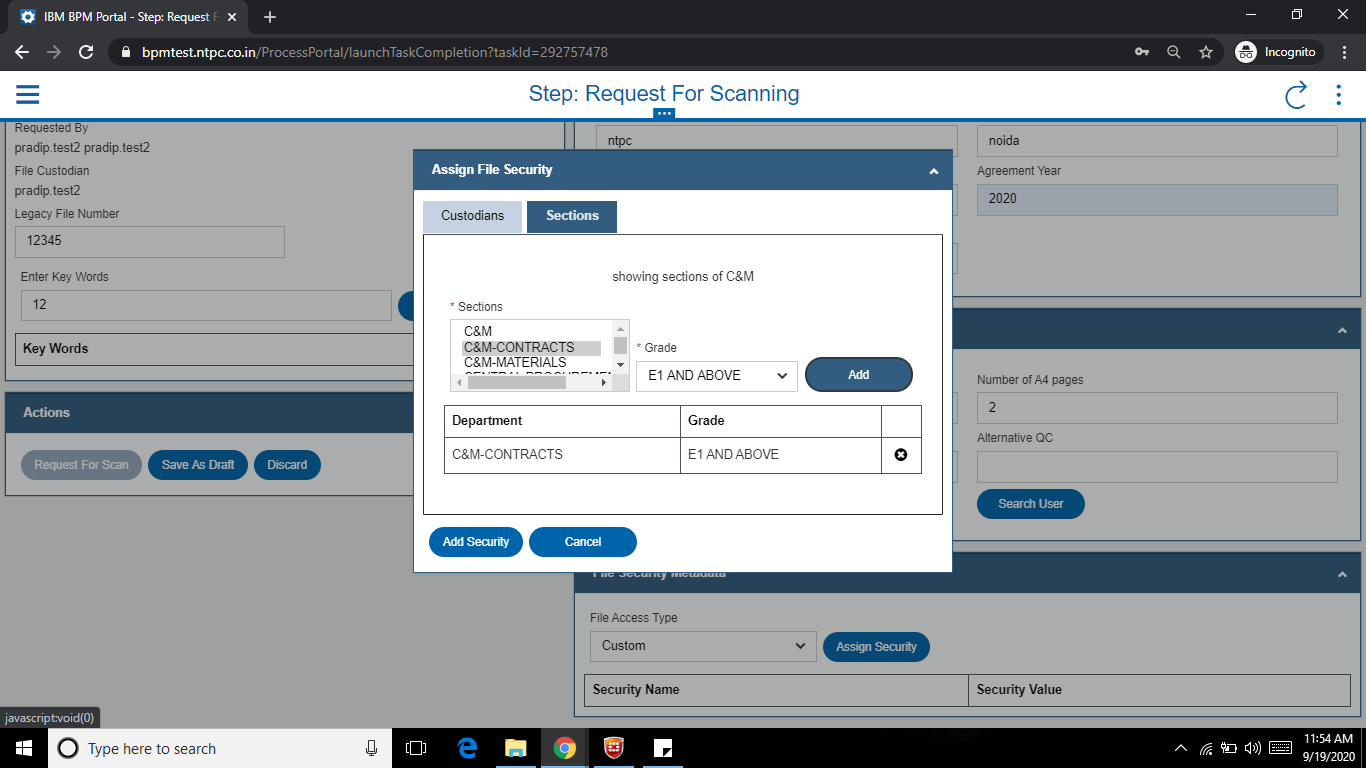 IBM BPM Portal - Step: Request F
bpmtest.ntpc.co.in/ProcessPortal/launchTaskCompletion?taskId=292757478
Incognito
Step: Request For Scanning
Requested By
pradip.test2 pradip.test2
File Custodian
pradip.test2
Legacy File Number
12345
Enter Key Words
12
Key Words
Actions
Request For Scan
Save As Draft
Discard
ntpc
noida
Agreement Year
2020
Assign File Security
Custodians
Sections
showing sections of C&M
* Sections
C&M
C&M-CONTRACTS
C&M-MATERIALS
* Grade
E1 AND ABOVE
Add
Department
Grade
C&M-CONTRACTS
E1 AND ABOVE
Add Security
Cancel
Number of A4 pages
2
Alternative QC
Search User
File Security Metadata
File Access Type
Custom
Assign Security
Security Name
Security Value
javascript:void(0)
Type here to search
11:54 AM
9/19/2020